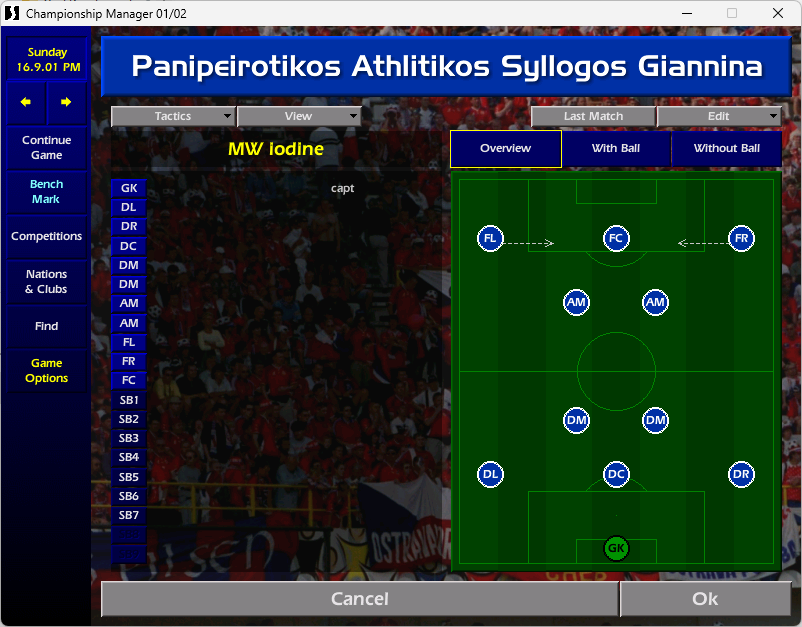 Championship Manager 01/02
Sunday
16.9.01 PM
Panipeirotikos Athlitikos Syllogos Giannina
Tactics
View
Last Match
Edit
Continue
Game
Bench
Mark
Competitions
Nations
& Clubs
Find
Game
Options
MW iodine
Overview
With Ball
Without Ball
GK capt
DL
DR
DC
DM
DM
AM
AM
FL
FR
FC
SB1
SB2
SB3
SB4
SB5
SB6
SB7
FL FC FR
AM AM
DM DM
DL DC DR
GK
Cancel
Ok